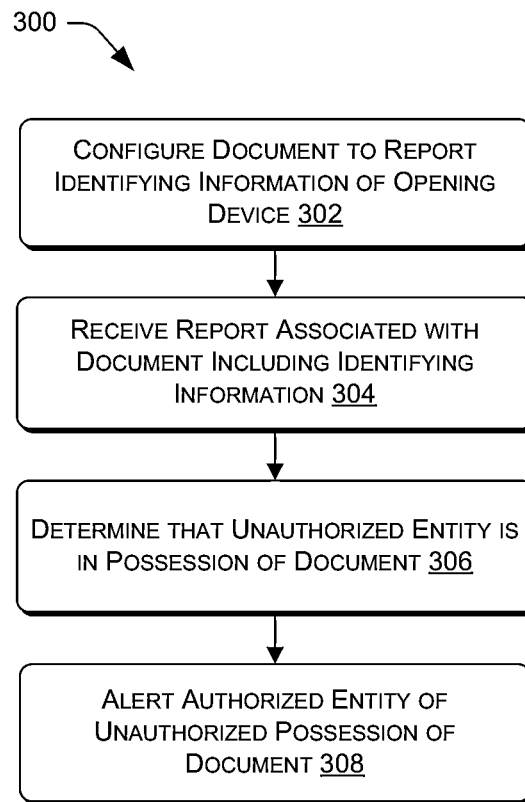 300
CONFIGURE DOCUMENT TO REPORT
IDENTIFYING INFORMATION OF OPENING
DEVICE 302
RECEIVE REPORT ASSOCIATED WITH
DOCUMENT INCLUDING IDENTIFYING
INFORMATION 304
DETERMINE THAT UNAUTHORIZED ENTITY IS
IN POSSESSION OF DOCUMENT 306
ALERT AUTHORIZED ENTITY OF
UNAUTHORIZED POSSESSION OF
DOCUMENT 308